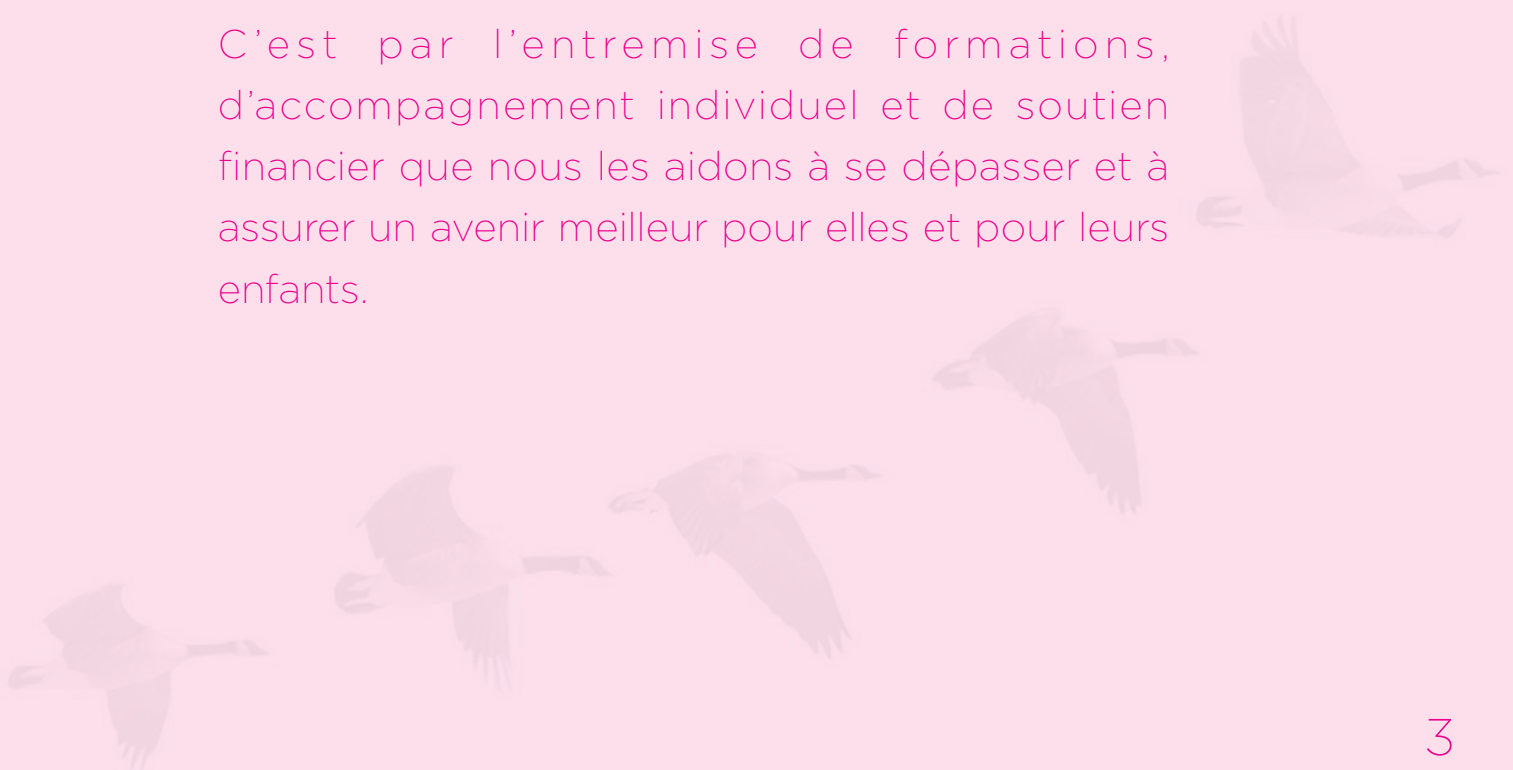 C’est par l’entremise de formations,
d’accompagnement individuel et de soutien
financier que nous les aidons à se dépasser et à
assurer un avenir meilleur pour elles et pour leurs
enfants.
3